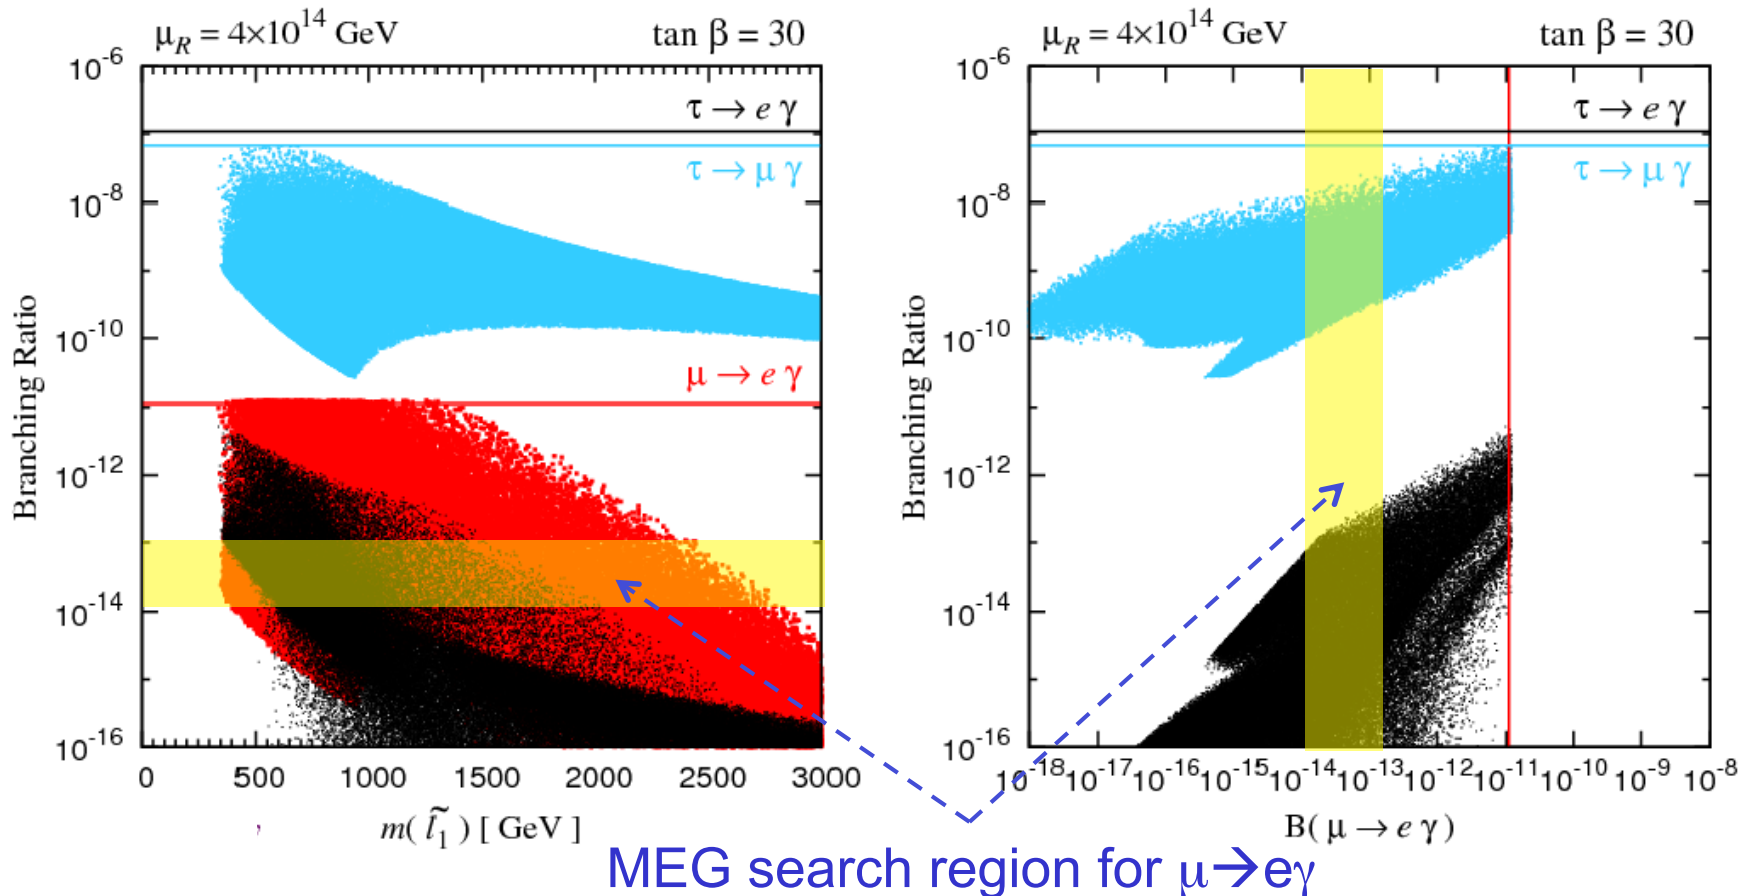 μR = 4×10^14 GeV tan β = 30
10^-6
10^-8
10^-10
10^-12
10^-14
10^-16
Branching Ratio
τ → e γ
τ → μ γ
μ → e γ
0 500 1000 1500 2000 2500 3000
m( l̃1 ) [ GeV ]
μR = 4×10^14 GeV tan β = 30
10^-6
10^-8
10^-10
10^-12
10^-14
10^-16
Branching Ratio
τ → e γ
τ → μ γ
10^-18 10^-17 10^-16 10^-15 10^-14 10^-13 10^-12 10^-11 10^-10 10^-9 10^-8
B( μ → e γ )
MEG search region for μ→eγ